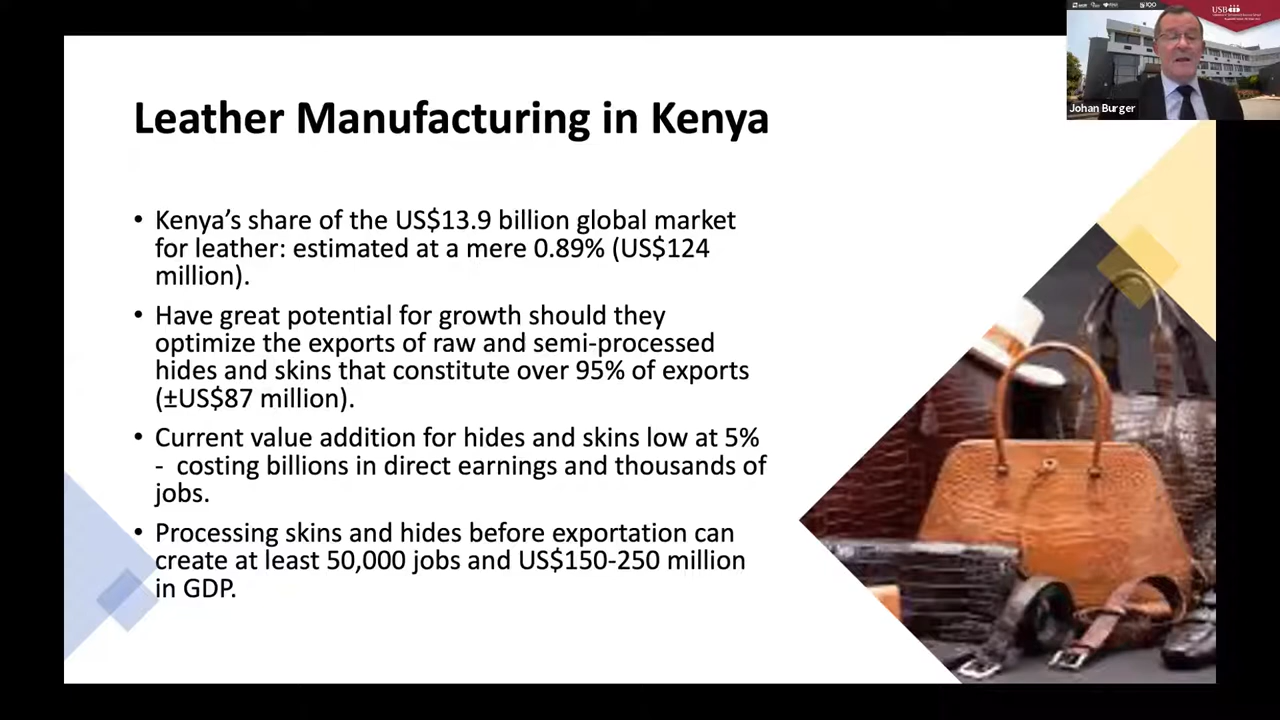 USB
Johan Burger
Leather Manufacturing in Kenya
• Kenya's share of the US$13.9 billion global market
for leather: estimated at a mere 0.89% (US$124
million).
• Have great potential for growth should they
optimize the exports of raw and semi-processed
hides and skins that constitute over 95% of exports
(±US$87 million).
• Current value addition for hides and skins low at 5%
- costing billions in direct earnings and thousands of
jobs.
• Processing skins and hides before exportation can
create at least 50,000 jobs and US$150-250 million
in GDP.